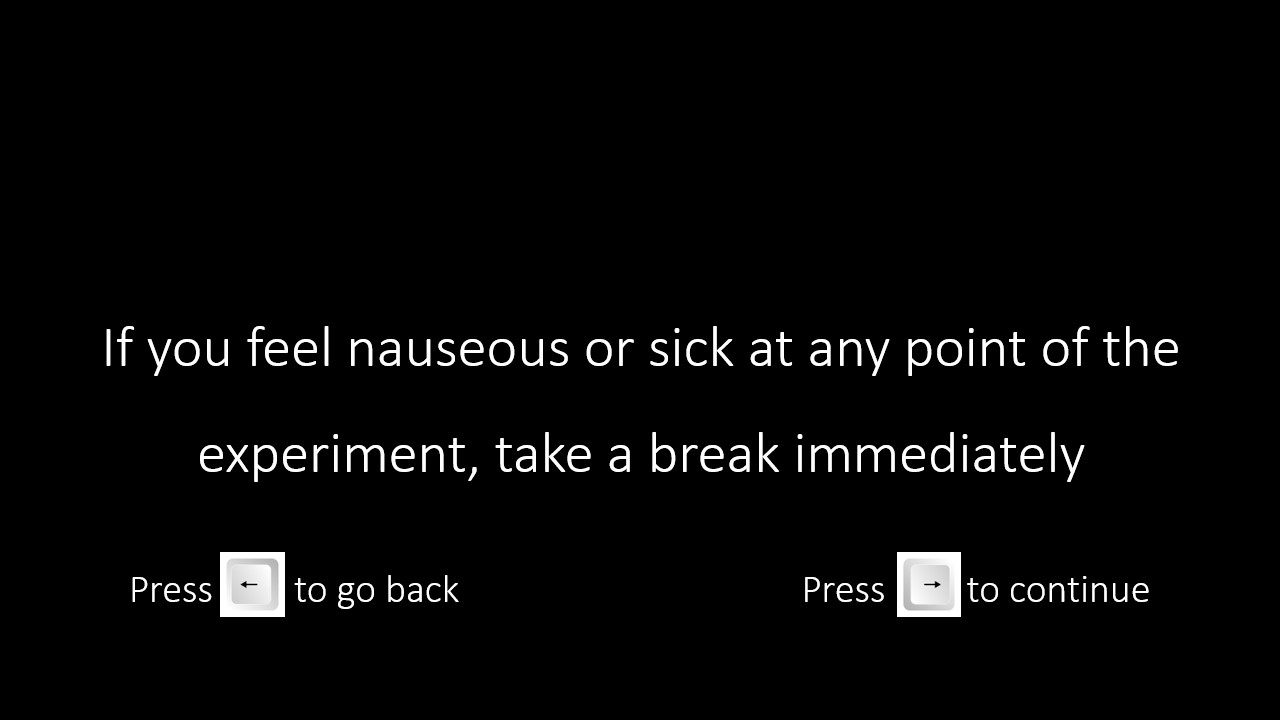 If you feel nauseous or sick at any point of the
experiment, take a break immediately
Press ← to go back
Press → to continue